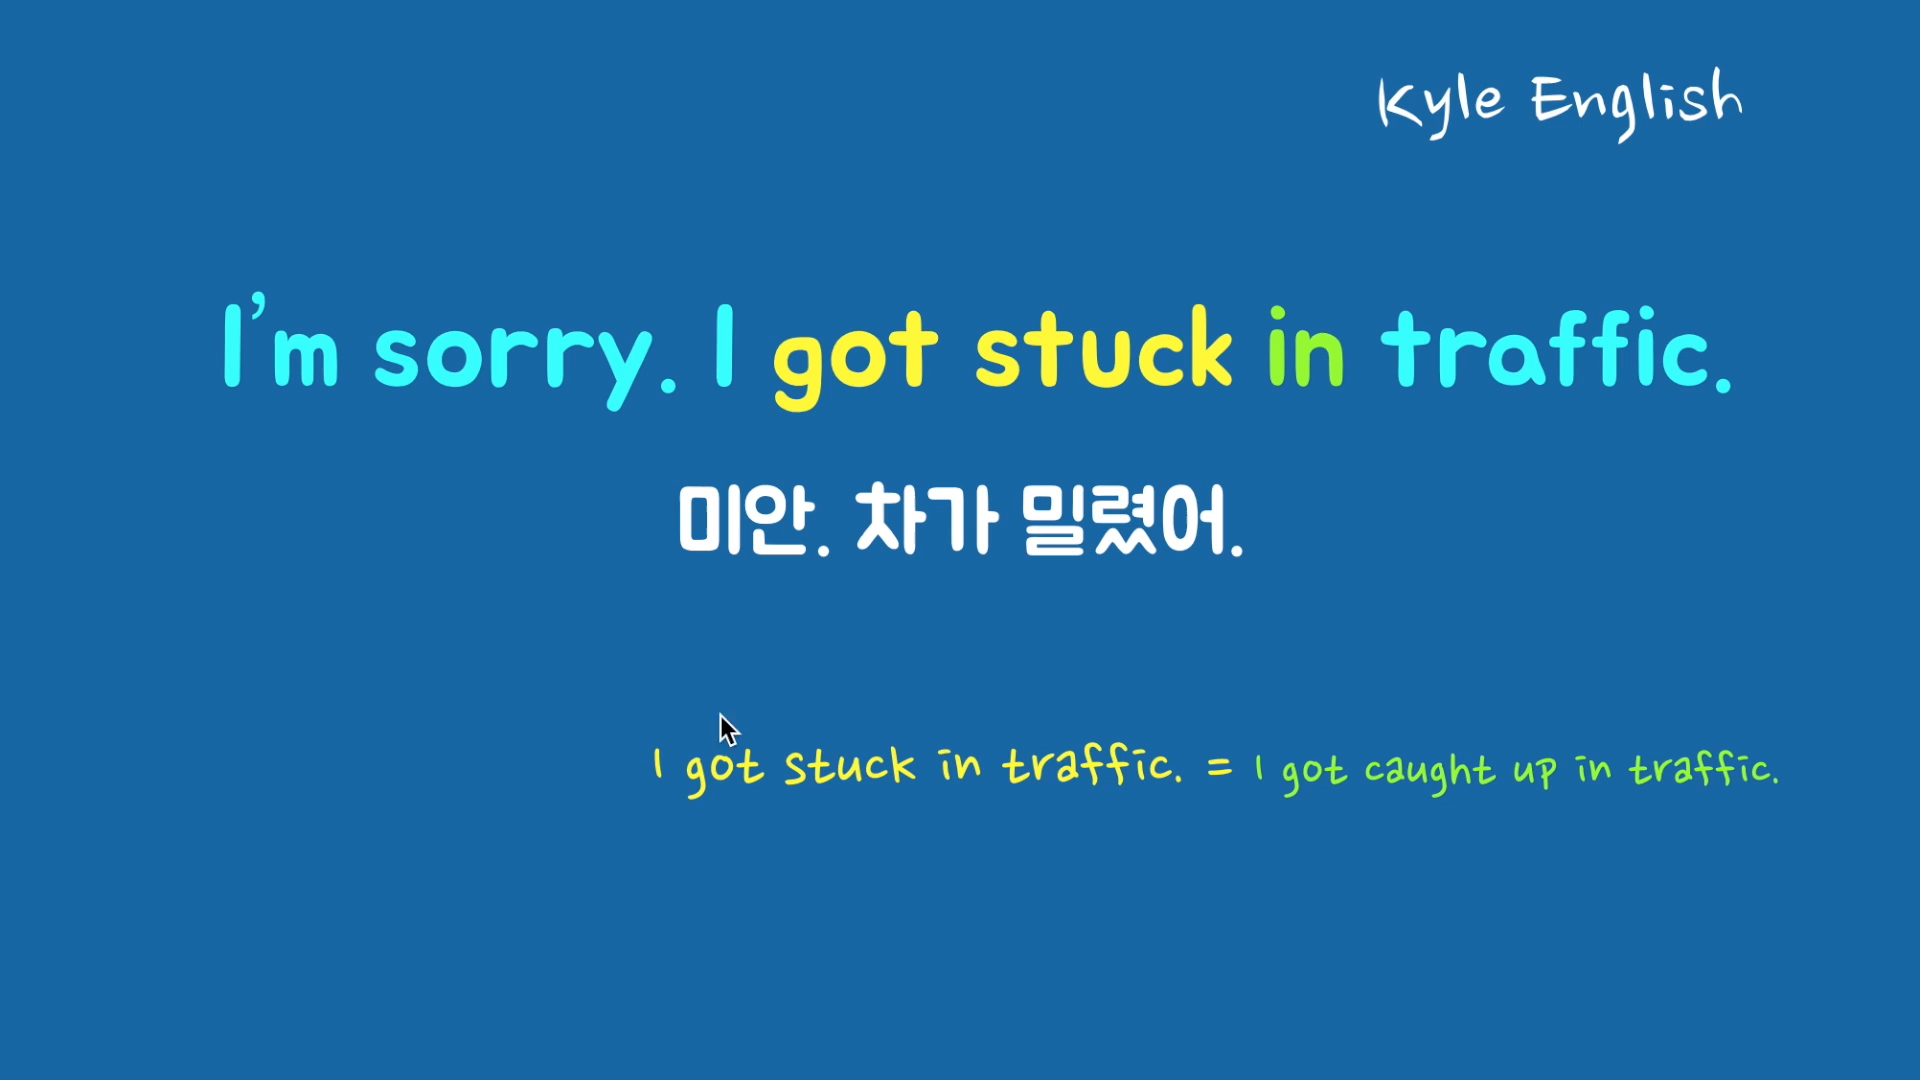 Kyle English
I'm sorry. I got stuck in traffic.
미안. 차가 밀렸어.
I got stuck in traffic. = I got caught up in traffic.